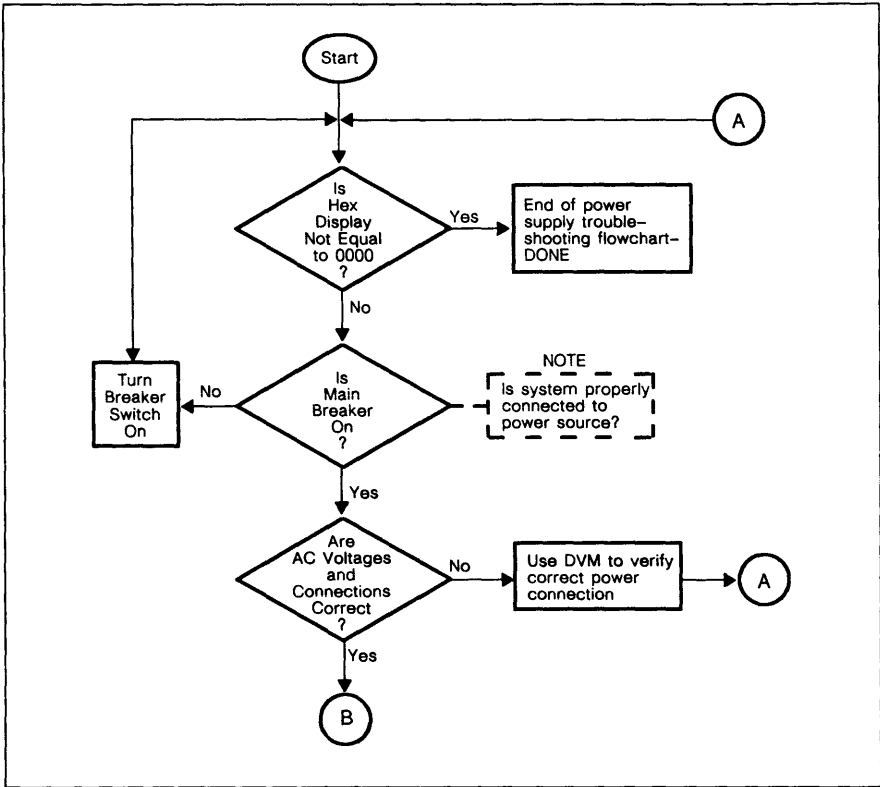 Start
A
Is
Hex
Display
Not Equal
to 0000
?
Yes
End of power
supply trouble-
shooting flowchart-
DONE
No
Turn
Breaker
Switch
On
No
Is
Main
Breaker
On
?
NOTE
Is system properly
connected to
power source?
Yes
Are
AC Voltages
and
Connections
Correct
?
No
Use DVM to verify
correct power
connection
A
Yes
B